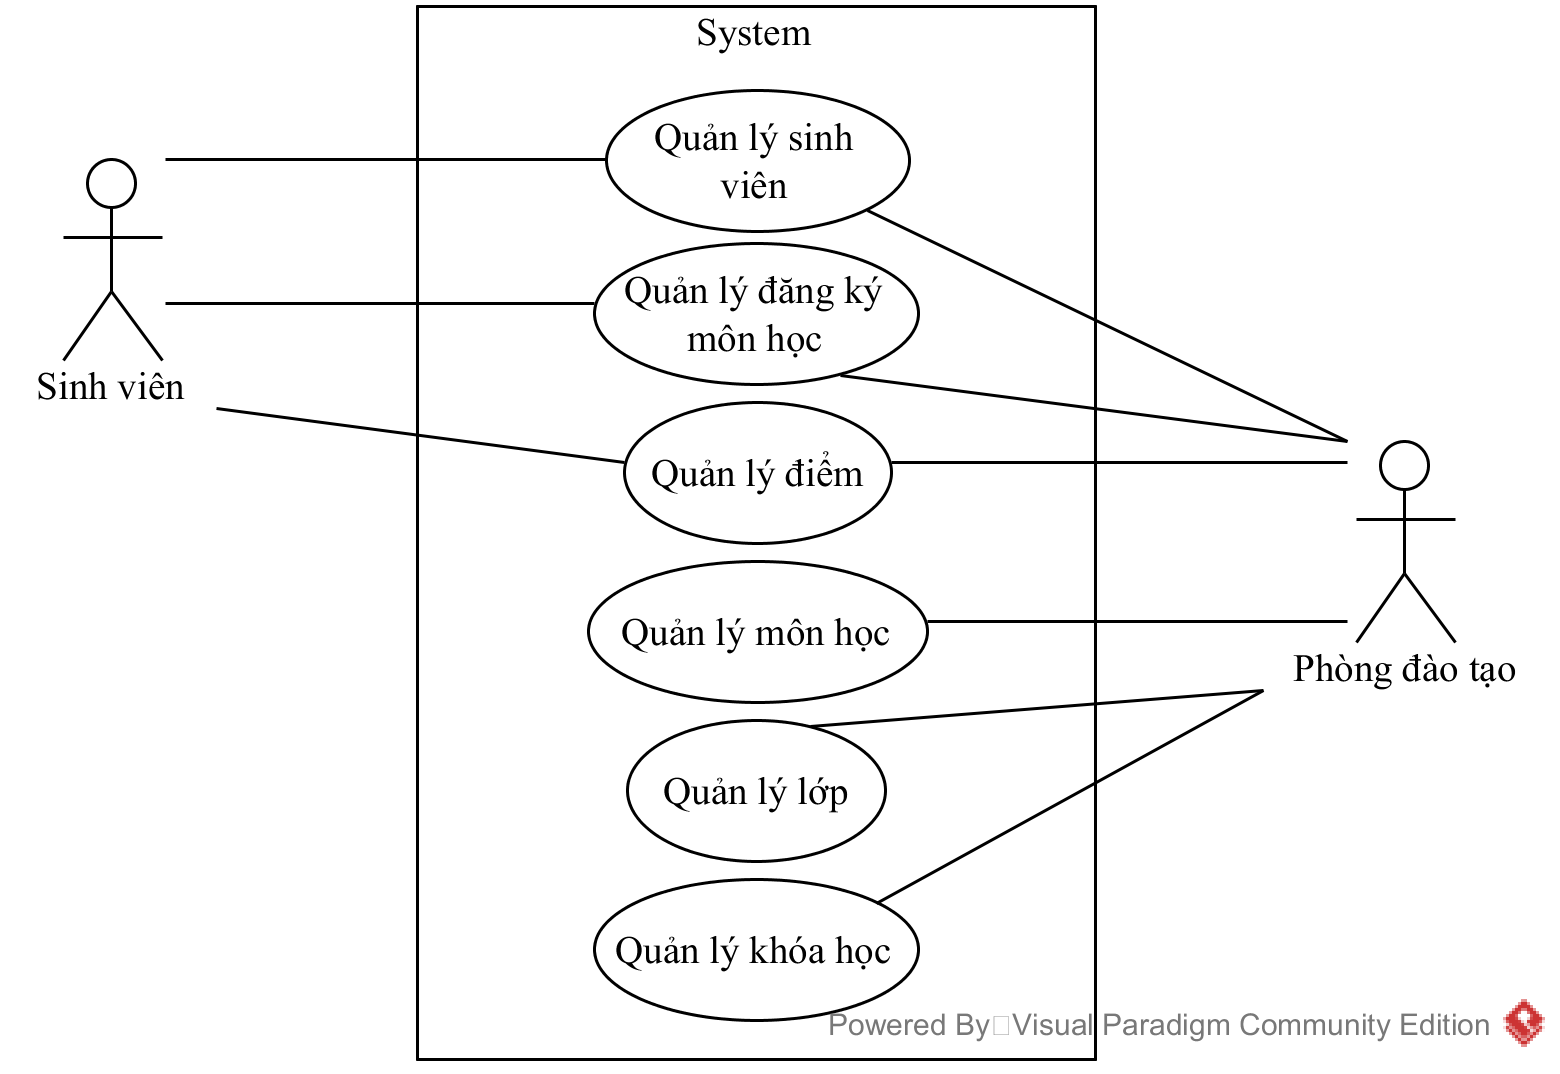 System
Quản lý sinh
viên
Quản lý đăng ký
môn học
Sinh viên
Quản lý điểm
Quản lý môn học
Phòng đào tạo
Quản lý lớp
Quản lý khóa học
Powered By Visual Paradigm Community Edition